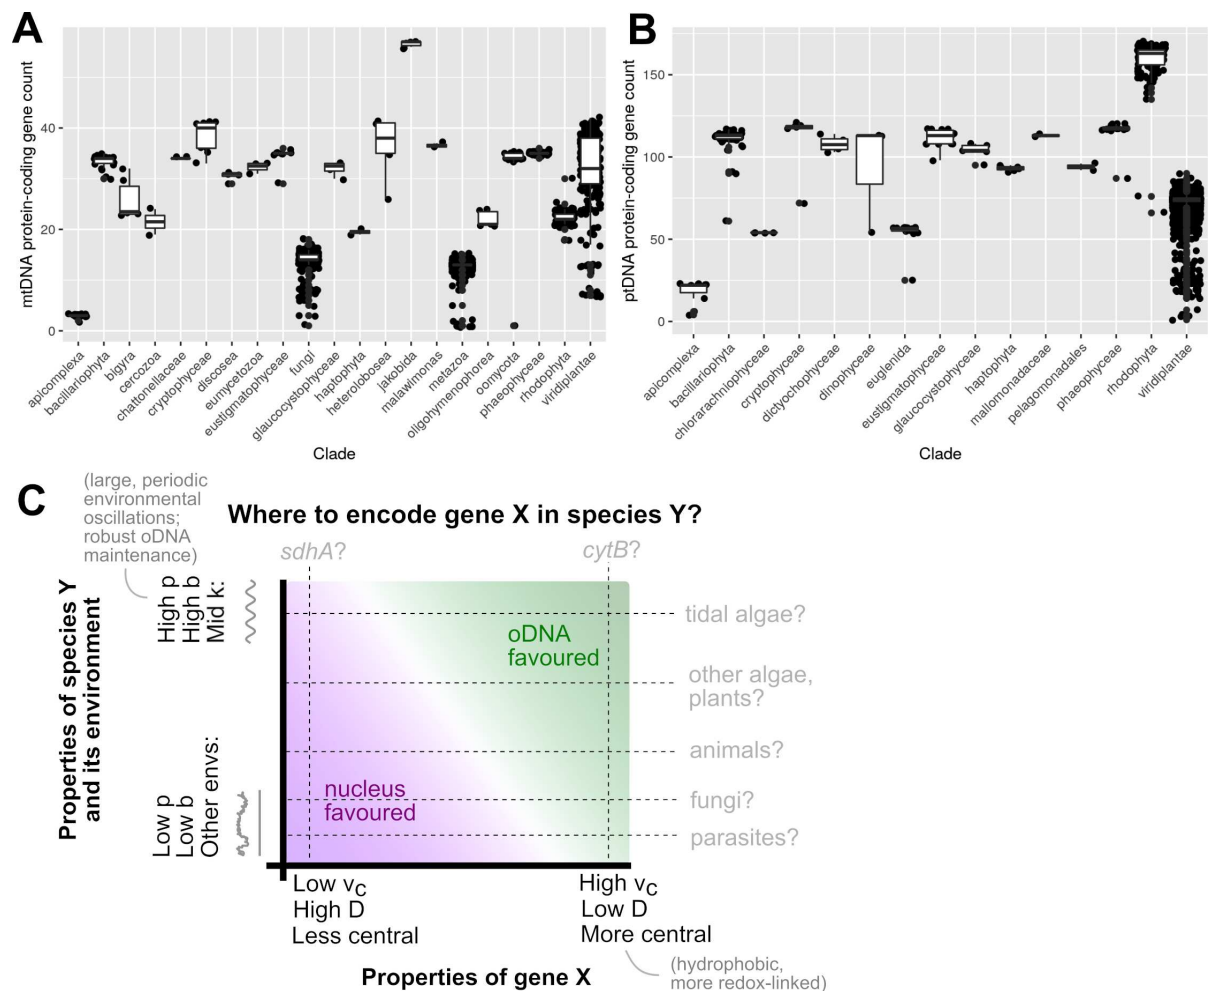 A
mtDNA protein-coding gene count
40
20
0
apicomplexa
bacillariophyta
bigyra
cercozoa
chattonellaceae
cryptophyceae
discosea
eumycetozoa
eustigmatophyceae
fungi
glaucocystophyceae
haptophyta
heterolobosea
jakobida
malawimonas
metazoa
oligohymenophorea
oomycota
phaeophyceae
rhodophyta
viridiplantae
Clade
B
ptDNA protein-coding gene count
150
100
50
0
apicomplexa
bacillariophyta
chlorarachniophyceae
cryptophyceae
dictyochophyceae
dinophyceae
euglenida
eustigmatophyceae
glaucocystophyceae
haptophyta
mallomonadaceae
pelagomonadales
phaeophyceae
rhodophyta
viridiplantae
Clade
C
(large, periodic
environmental
oscillations;
robust oDNA
maintenance)
Where to encode gene X in species Y?
sdhA?
cytB?
Properties of species Y
and its environment
High p
High b
Mid k:
Low p
Low b
Other envs:
oDNA
favoured
nucleus
favoured
tidal algae?
other algae,
plants?
animals?
fungi?
parasites?
Low vC
High D
Less central
High vC
Low D
More central
(hydrophobic,
more redox-linked)
Properties of gene X